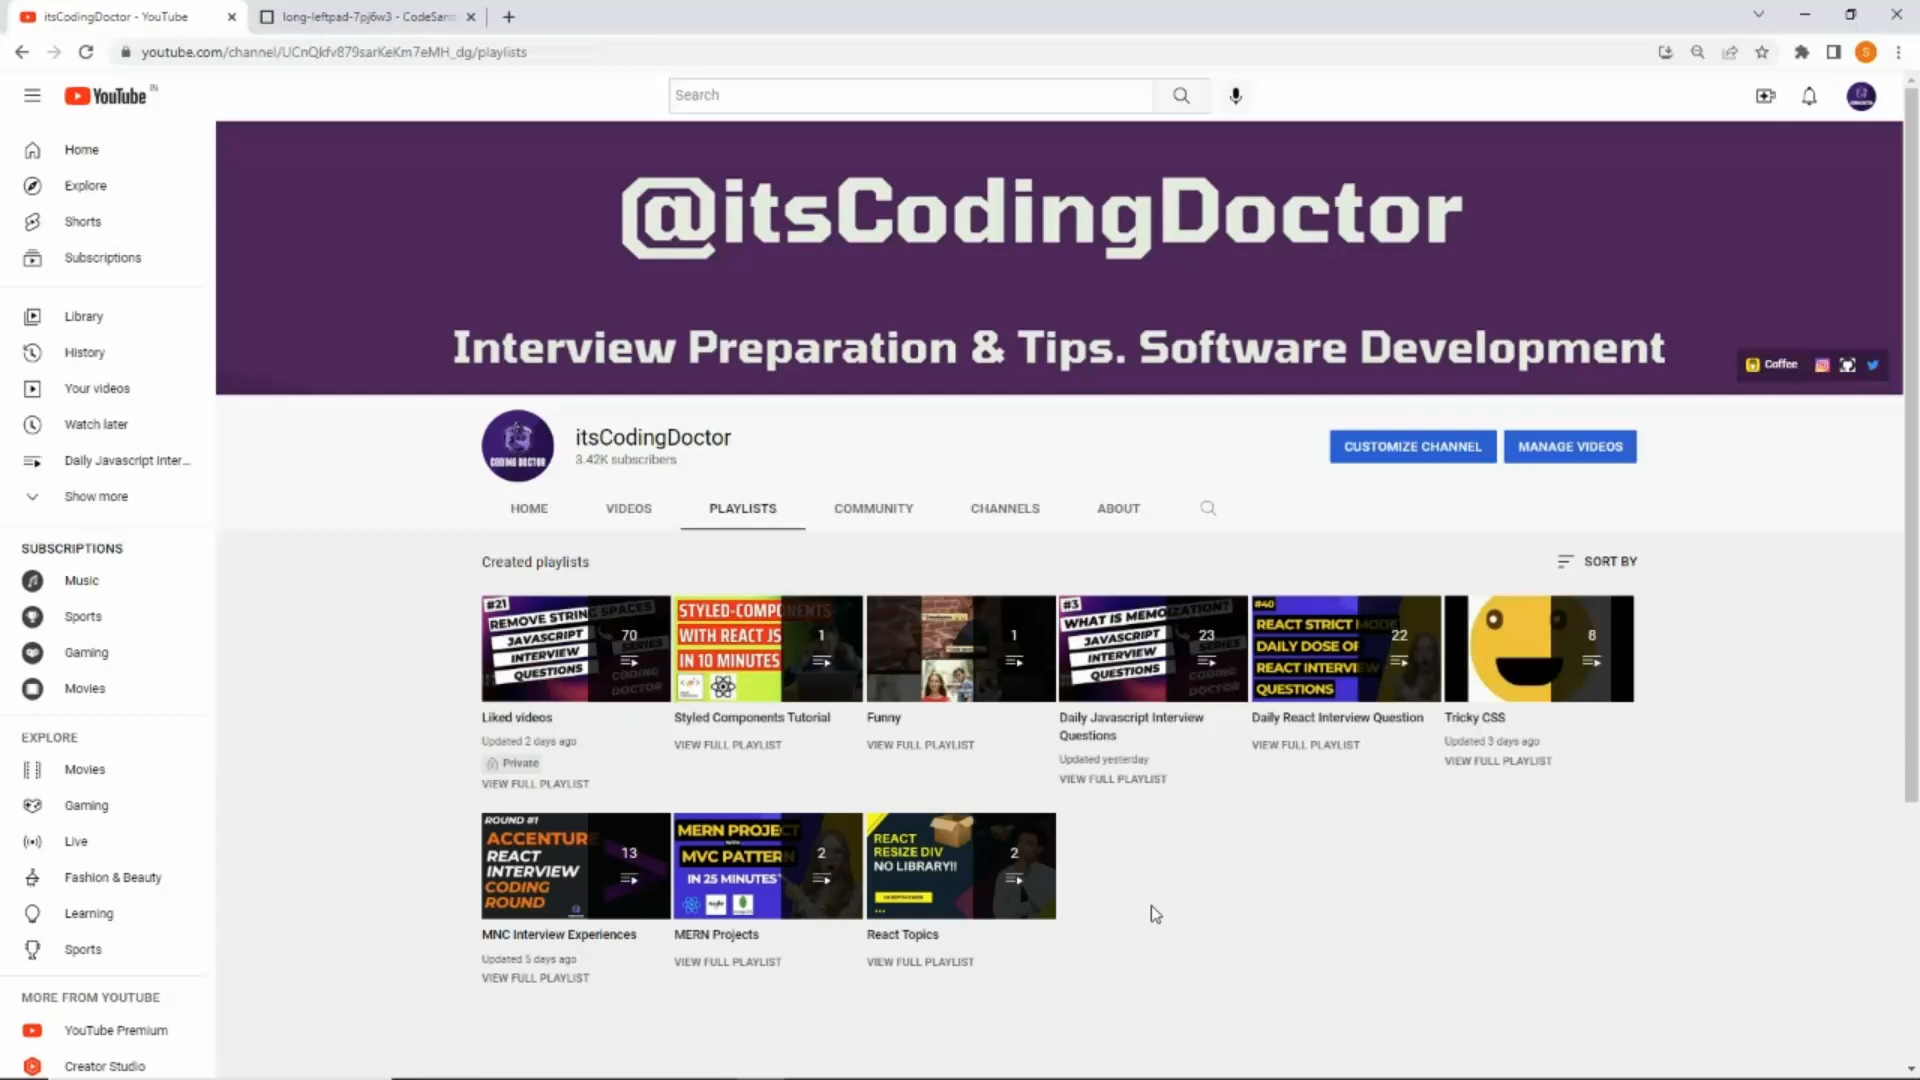 itsCodingDoctor - YouTube
long-leftpad-7pj6w3 - CodeSan
youtube.com/channel/UCnQkfv879sarKeKm7eMH_dg/playlists
S
YouTube IN
Search
Home
Explore
Shorts
Subscriptions
Library
History
Your videos
Watch later
Daily Javascript Inter...
Show more
SUBSCRIPTIONS
Music
Sports
Gaming
Movies
EXPLORE
Movies
Gaming
Live
Fashion & Beauty
Learning
Sports
MORE FROM YOUTUBE
YouTube Premium
Creator Studio
@itsCodingDoctor
Interview Preparation & Tips. Software Development
Coffee
CODING DOCTOR
itsCodingDoctor
3.42K subscribers
CUSTOMIZE CHANNEL
MANAGE VIDEOS
HOME
VIDEOS
PLAYLISTS
COMMUNITY
CHANNELS
ABOUT
Created playlists
SORT BY
#21
REMOVE STRING SPACES
JAVASCRIPT
INTERVIEW
QUESTIONS
SERIES
CODING
DOCTOR
70
Liked videos
Updated 2 days ago
Private
VIEW FULL PLAYLIST
STYLED-COMPONENTS
WITH REACT JS
IN 10 MINUTES
1
Styled Components Tutorial
VIEW FULL PLAYLIST
1
Funny
VIEW FULL PLAYLIST
#3
WHAT IS MEMOIZATION?
JAVASCRIPT
INTERVIEW
QUESTIONS
SERIES
CODING
DOCTOR
23
Daily Javascript Interview
Questions
Updated yesterday
VIEW FULL PLAYLIST
#40
REACT STRICT MODE
DAILY DOSE OF
REACT INTERVIEW
QUESTIONS
22
Daily React Interview Question
VIEW FULL PLAYLIST
8
Tricky CSS
Updated 3 days ago
VIEW FULL PLAYLIST
ROUND #1
ACCENTURE
REACT
INTERVIEW
CODING
ROUND
13
MNC Interview Experiences
Updated 5 days ago
VIEW FULL PLAYLIST
MERN PROJECT
MVC PATTERN
IN 25 MINUTES
2
MERN Projects
VIEW FULL PLAYLIST
REACT
RESIZE DIV
NO LIBRARY!!
2
React Topics
VIEW FULL PLAYLIST